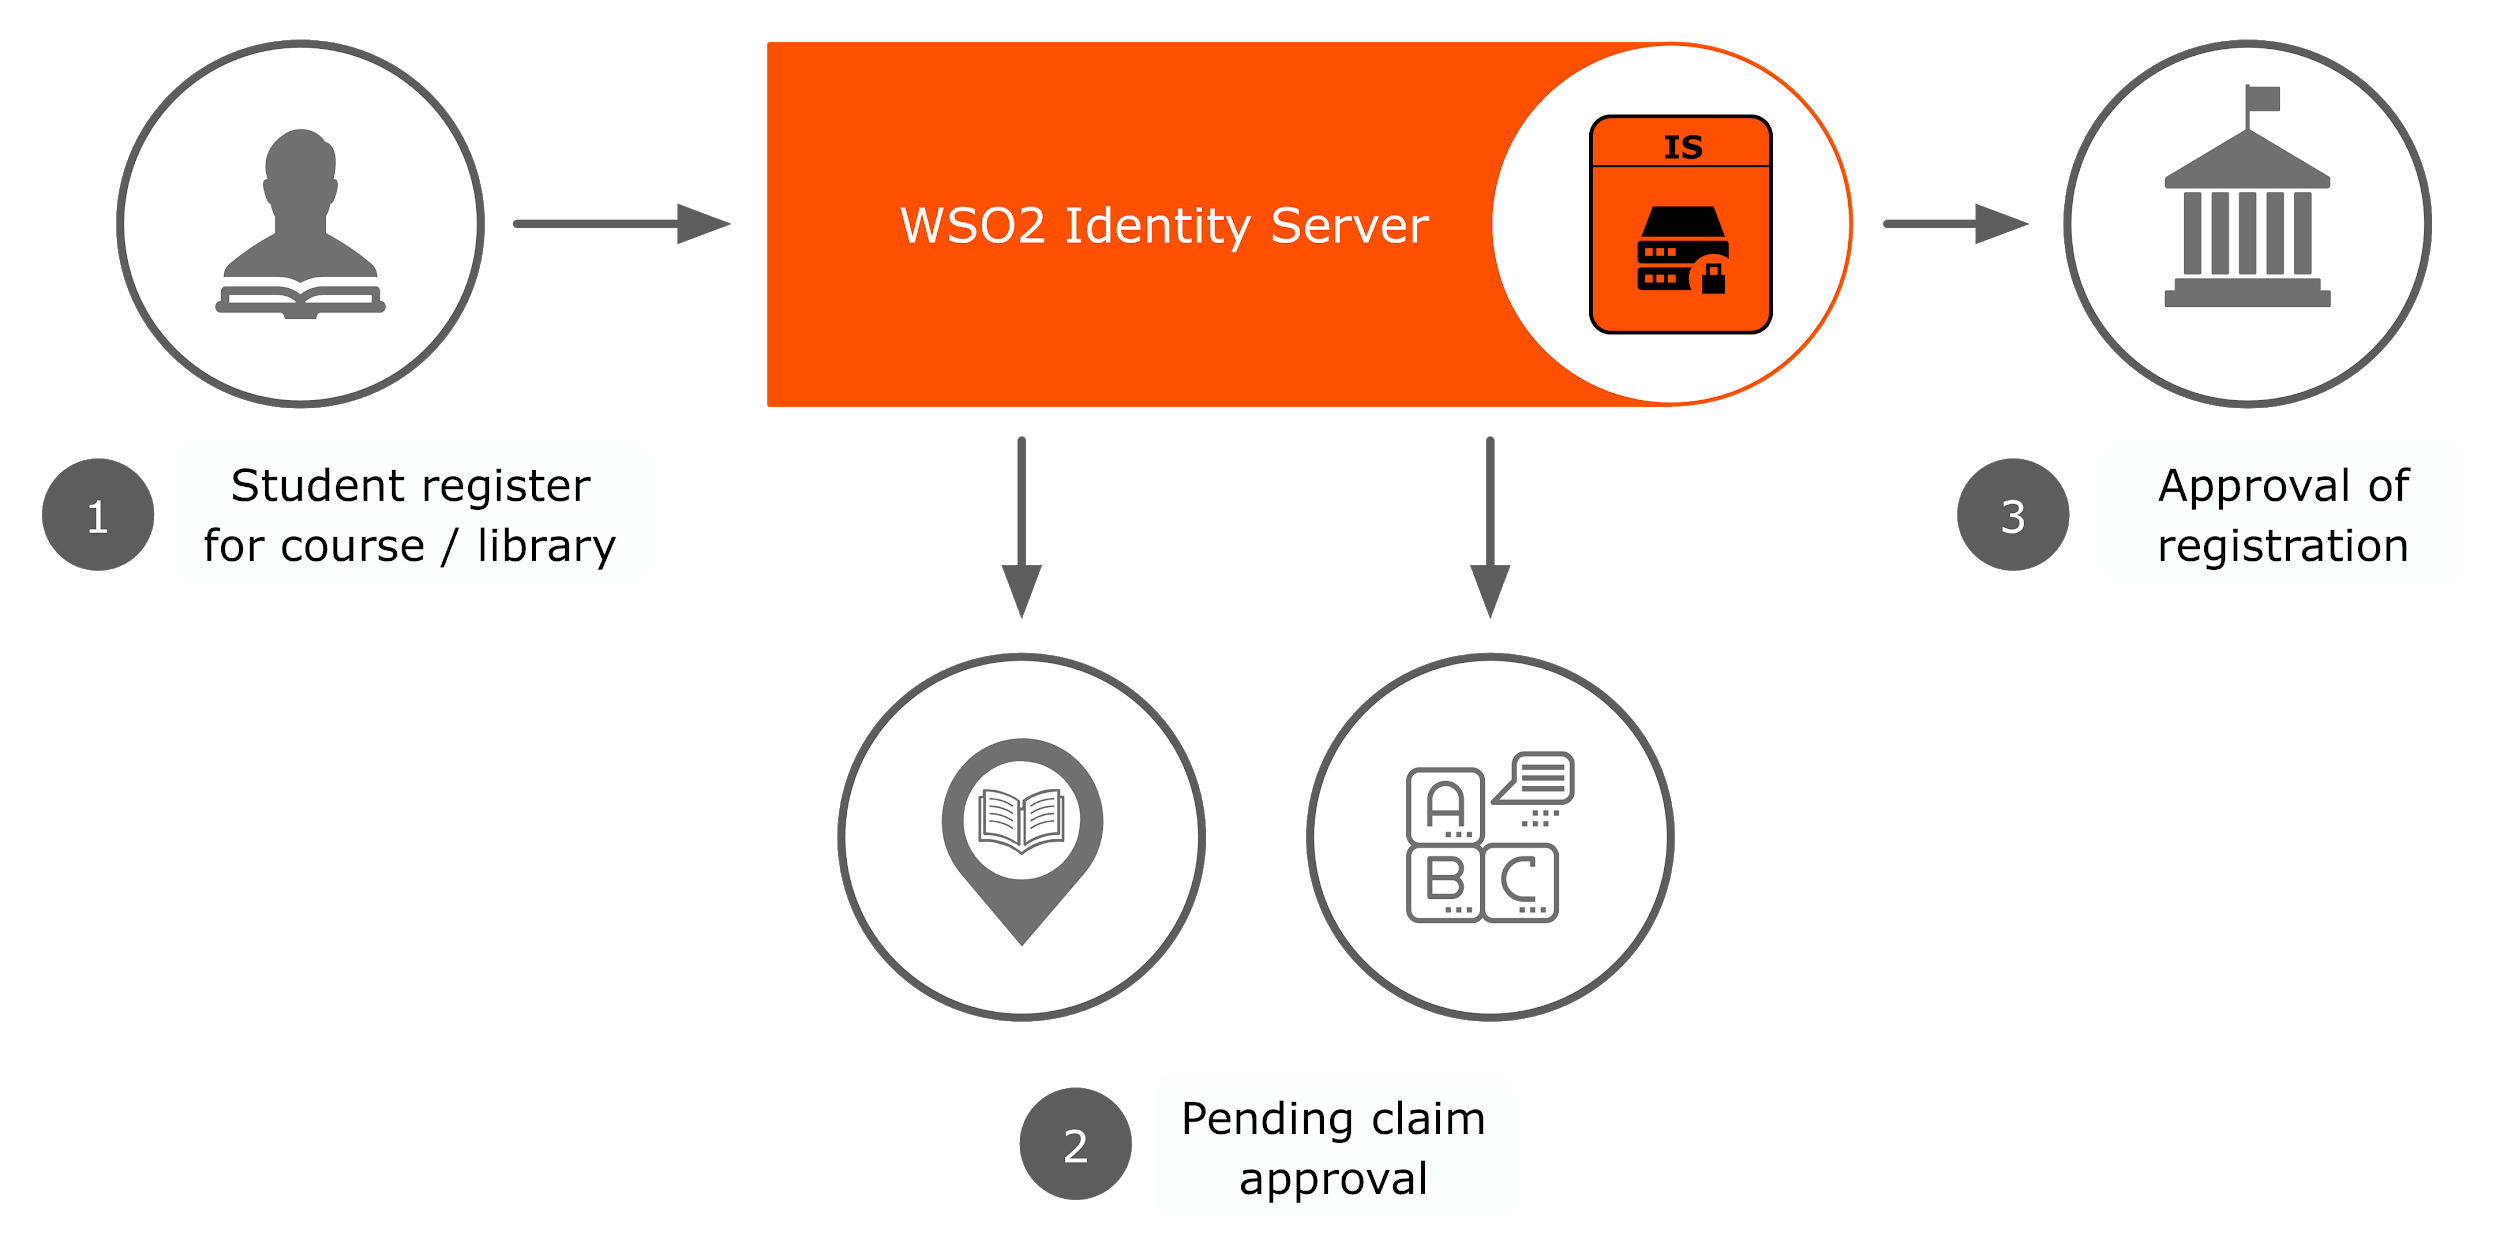 WSO2 Identity Server
IS
1
Student register
for course / library
3
Approval of
registration
A
B
C
2
Pending claim
approval